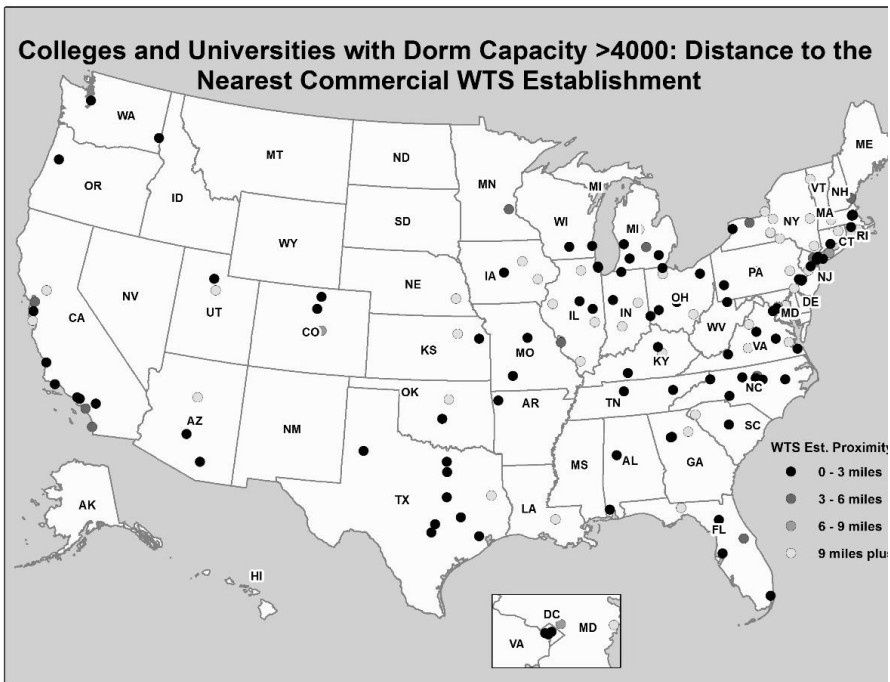 Colleges and Universities with Dorm Capacity >4000: Distance to the
Nearest Commercial WTS Establishment
WA
MT
ND
MN
ME
OR
ID
SD
WI
MI
MI
VT
NH
NY
MA
CT
RI
WY
NV
UT
CA
NE
IA
PA
NJ
CO
KS
MO
IL
IN
OH
WV
MD
DE
VA
KY
AZ
NM
OK
AR
TN
NC
SC
MS
AL
GA
TX
LA
FL
AK
HI
WTS Est. Proximity
0 - 3 miles
3 - 6 miles
6 - 9 miles
9 miles plus
DC
VA
MD